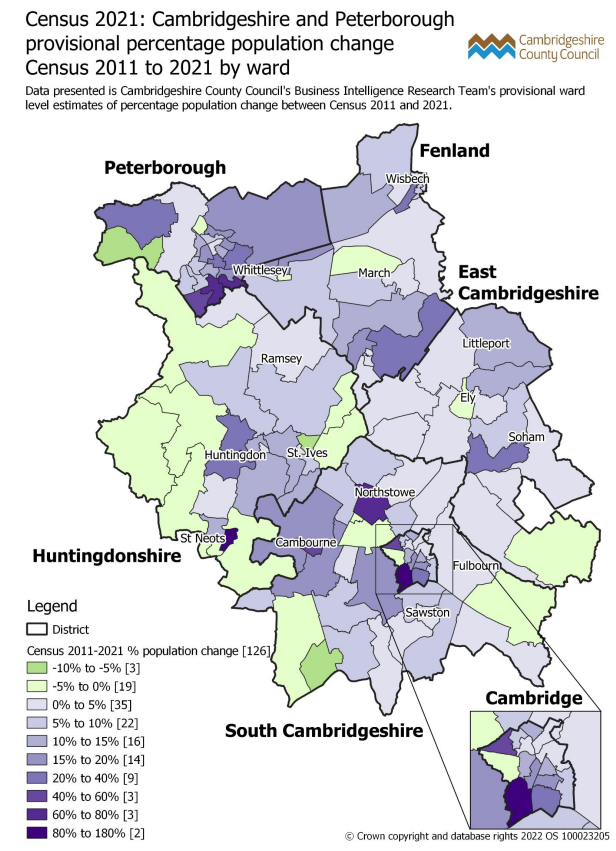 Census 2021: Cambridgeshire and Peterborough
provisional percentage population change
Census 2011 to 2021 by ward
Cambridgeshire
County Council
Data presented is Cambridgeshire County Council's Business Intelligence Research Team's provisional ward
level estimates of percentage population change between Census 2011 and 2021.
Fenland
Peterborough
Wisbech
Whittlesey
March
East
Cambridgeshire
Littleport
Ramsey
Ely
Soham
Huntingdon
St. Ives
Northstowe
St Neots
Cambourne
Huntingdonshire
Fulbourn
Sawston
Legend
District
Census 2011-2021 % population change [126]
-10% to -5% [3]
-5% to 0% [19]
0% to 5% [35]
5% to 10% [22]
10% to 15% [16]
15% to 20% [14]
20% to 40% [9]
40% to 60% [3]
60% to 80% [3]
80% to 180% [2]
Cambridge
South Cambridgeshire
© Crown copyright and database rights 2022 OS 100023205